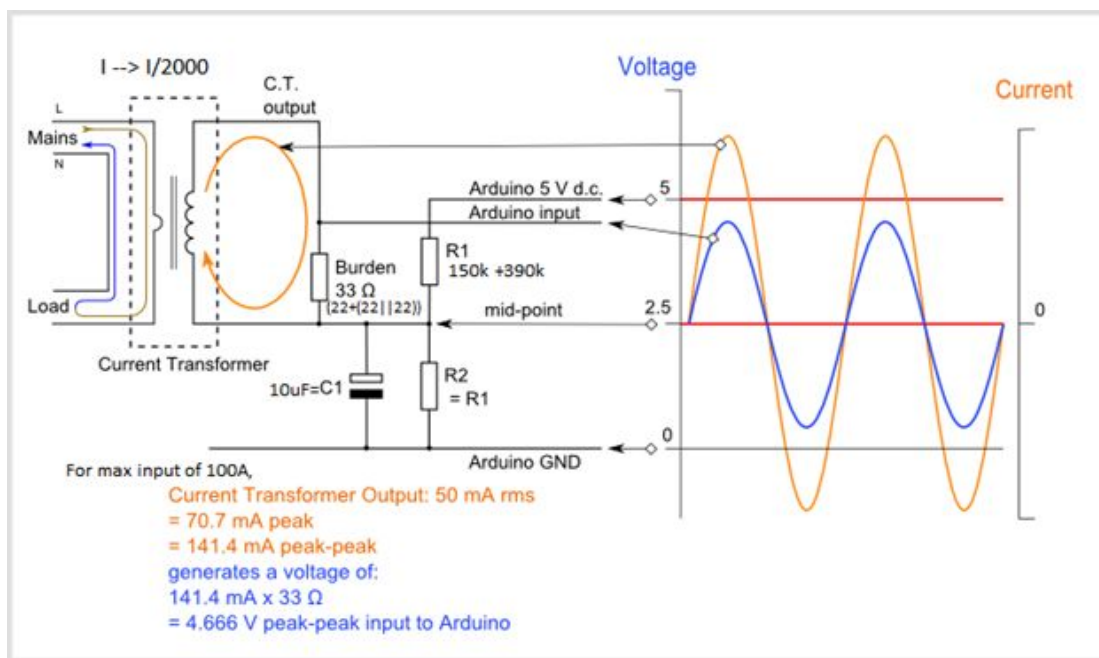 I --> I/2000
C.T.
output
L
Mains
N
Load
Current Transformer
Burden
33 Ω
(22+(22||22))
R1
150k +390k
Arduino 5 V d.c.
Arduino input
mid-point
R2
= R1
10uF=C1
Arduino GND
Voltage
5
2.5
0
Current
0
For max input of 100A,
Current Transformer Output: 50 mA rms
= 70.7 mA peak
= 141.4 mA peak-peak
generates a voltage of:
141.4 mA x 33 Ω
= 4.666 V peak-peak input to Arduino